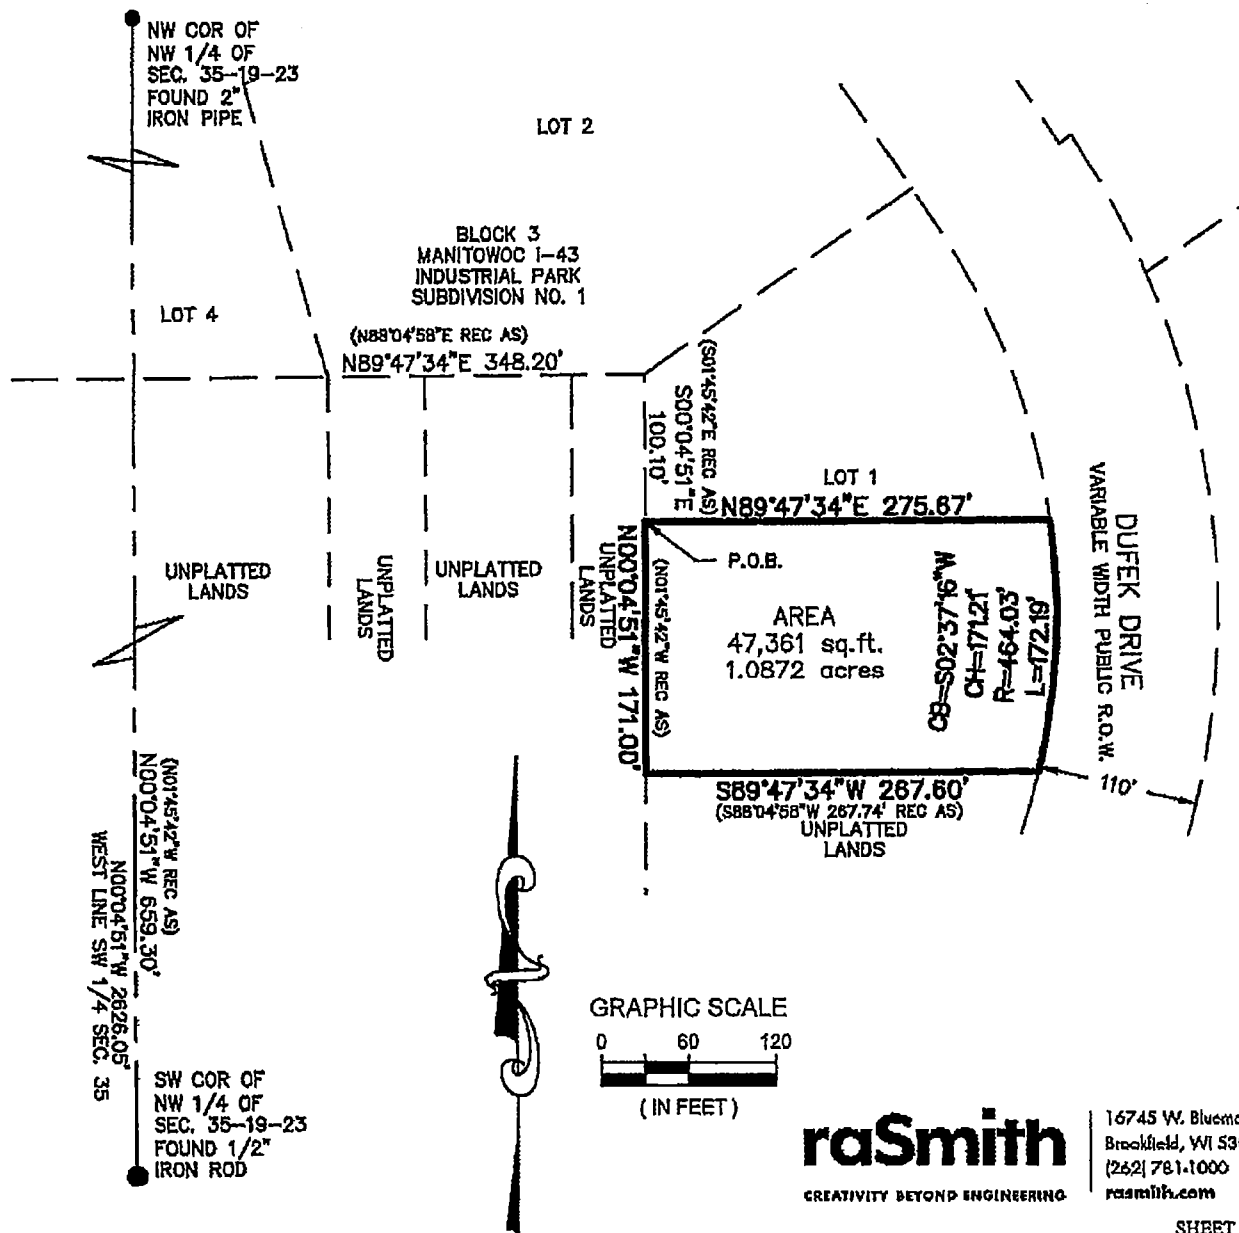 NW COR OF
NW 1/4 OF
SEC. 35-19-23
FOUND 2"
IRON PIPE
LOT 2
BLOCK 3
MANITOWOC I-43
INDUSTRIAL PARK
SUBDIVISION NO. 1
LOT 4
(N88°04'58"E REC AS)
N89°47'34"E 348.20'
(S01°45'42"E REC AS)
S00°04'51"E
100.10'
LOT 1
N89°47'34"E 275.67'
P.O.B.
UNPLATTED
LANDS
UNPLATTED
LANDS
UNPLATTED
LANDS
UNPLATTED
LANDS
N00°04'51"W 171.00'
(N01°45'42"W REC AS)
AREA
47,361 sq.ft.
1.0872 acres
CB=S02°37'16"W
CH=171.21'
R=464.03'
L=172.19'
DUFEK DRIVE
VARIABLE WIDTH PUBLIC R.O.W.
110'
S89°47'34"W 267.60'
(S88°04'58"W 267.74' REC AS)
UNPLATTED
LANDS
(N01°45'42"W REC AS)
N00°04'51"W 659.30'
N00°04'51"W 2626.05'
WEST LINE SW 1/4 SEC. 35
SW COR OF
NW 1/4 OF
SEC. 35-19-23
FOUND 1/2"
IRON ROD
GRAPHIC SCALE
0 60 120
( IN FEET )
raSmith
CREATIVITY BEYOND ENGINEERING
16745 W.
Brookfield, WI
(262) 781-1000
rasmith.com
SHEET